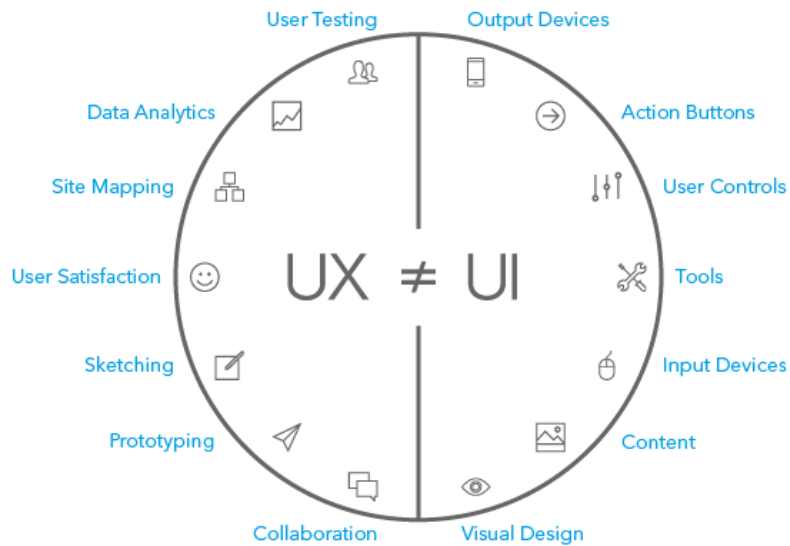 User Testing
Output Devices
Data Analytics
Action Buttons
Site Mapping
User Controls
User Satisfaction
UX ≠ UI
Tools
Sketching
Input Devices
Prototyping
Content
Collaboration
Visual Design